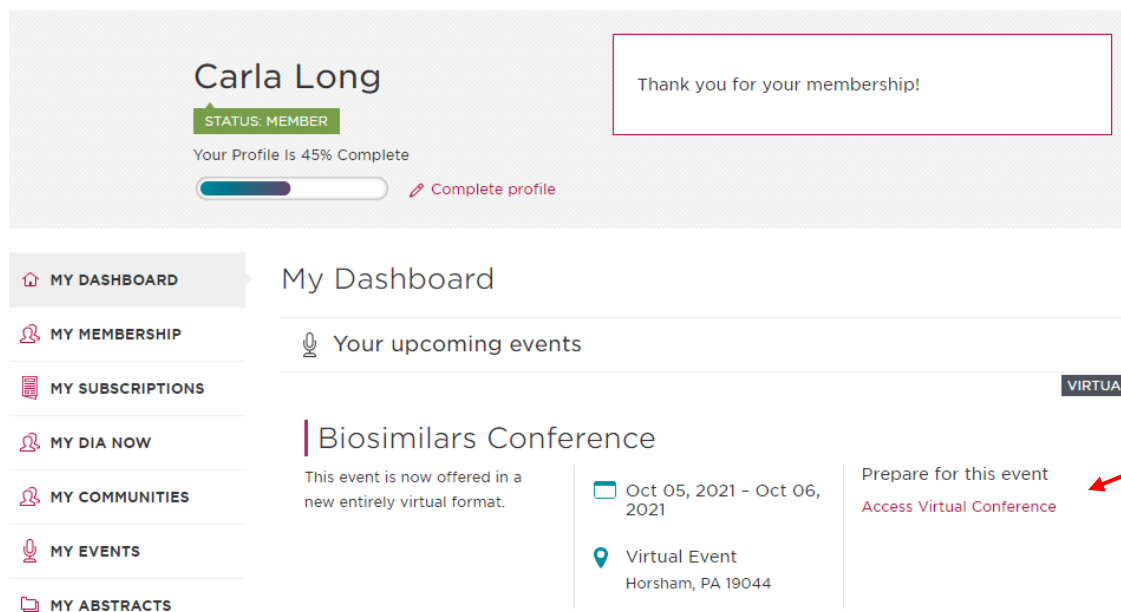 Carla Long
Thank you for your membership!
STATUS: MEMBER
Your Profile Is 45% Complete
Complete profile
MY DASHBOARD
MY MEMBERSHIP
MY SUBSCRIPTIONS
MY DIA NOW
MY COMMUNITIES
MY EVENTS
MY ABSTRACTS
My Dashboard
Your upcoming events
VIRTUA
Biosimilars Conference
This event is now offered in a
new entirely virtual format.
Oct 05, 2021 – Oct 06,
2021
Virtual Event
Horsham, PA 19044
Prepare for this event
Access Virtual Conference